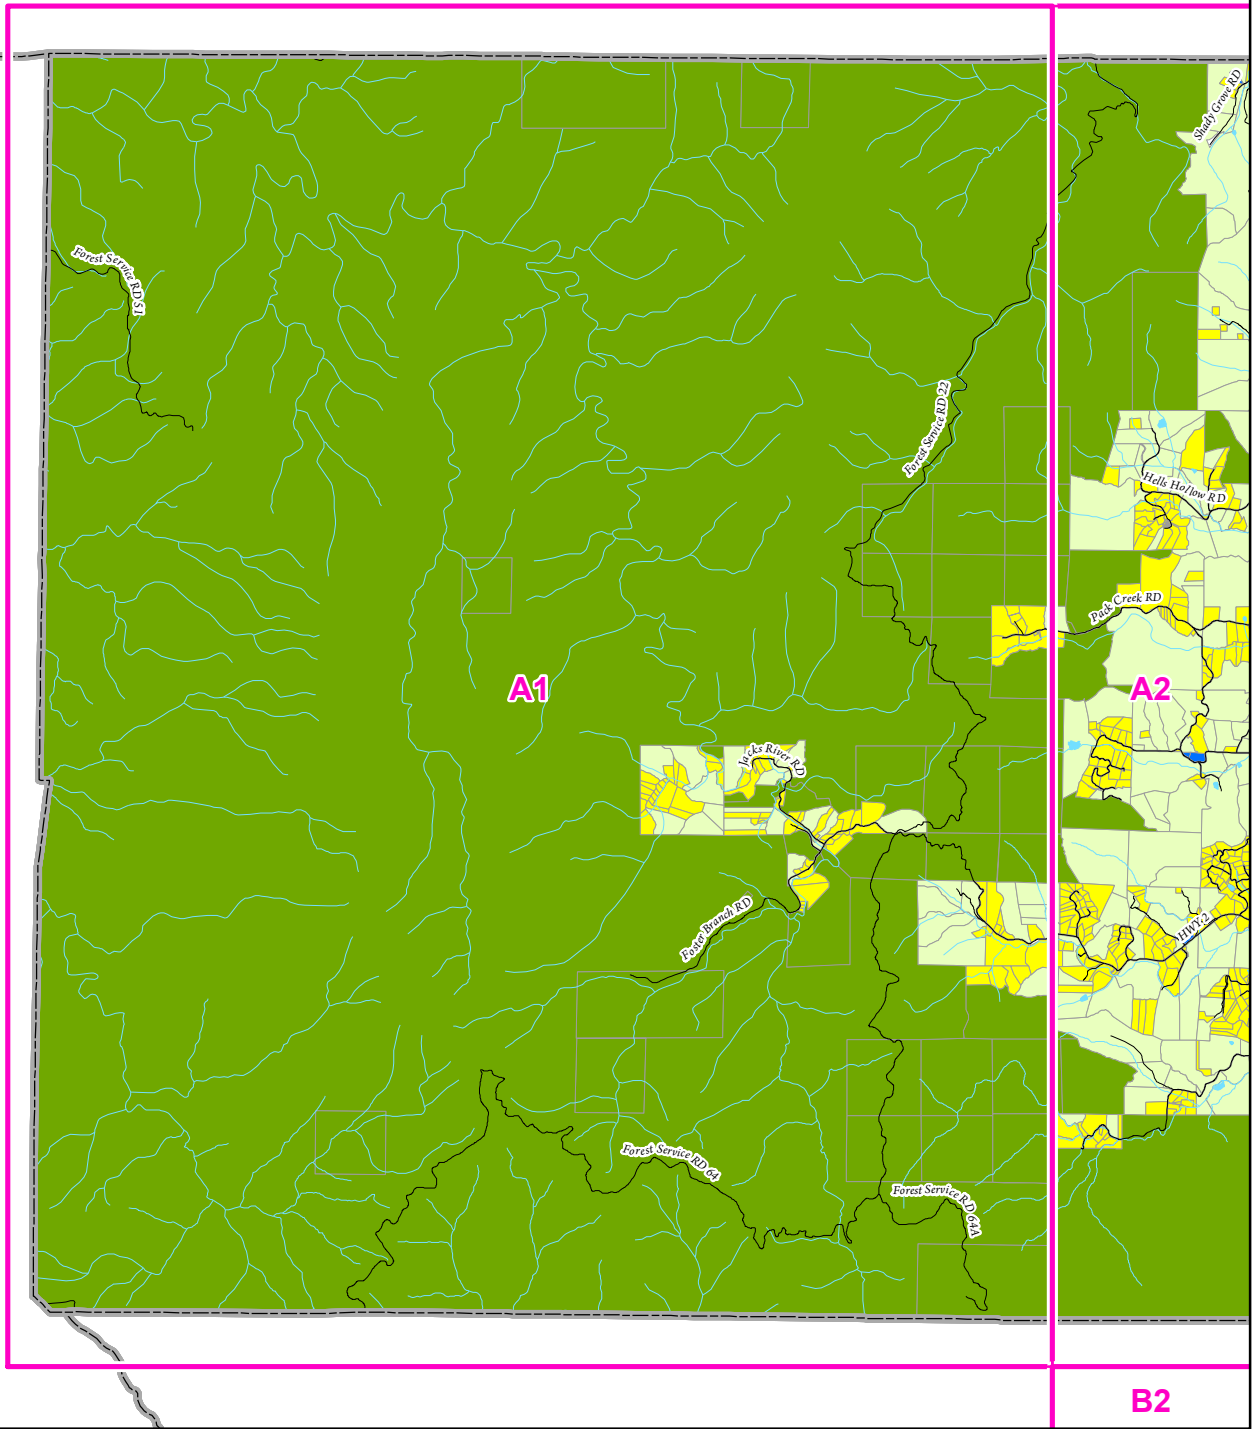 Shady Grove RD
Forest Service RD 51
Forest Service RD 22
Hells Hollow RD
Pack Creek RD
A1
A2
Jacks River RD
Foster Branch RD
HWY 2
Forest Service RD 64
Forest Service RD 64A
B2